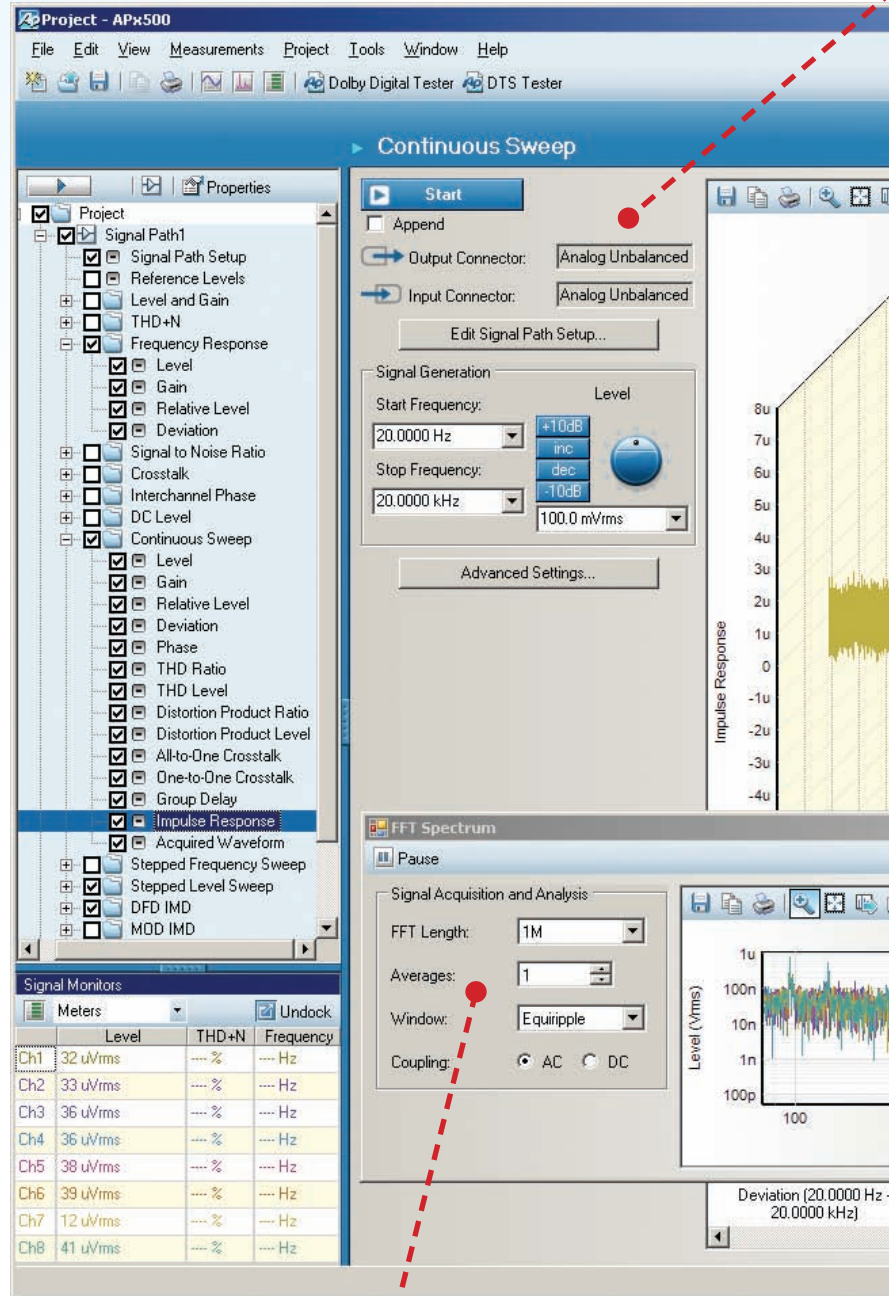 Project - APx500
File Edit View Measurements Project Tools Window Help
Dolby Digital Tester DTS Tester
Continuous Sweep
Properties
Project
Signal Path1
Signal Path Setup
Reference Levels
Level and Gain
THD+N
Frequency Response
Level
Gain
Relative Level
Deviation
Signal to Noise Ratio
Crosstalk
Interchannel Phase
DC Level
Continuous Sweep
Level
Gain
Relative Level
Deviation
Phase
THD Ratio
THD Level
Distortion Product Ratio
Distortion Product Level
All-to-One Crosstalk
One-to-One Crosstalk
Group Delay
Impulse Response
Acquired Waveform
Stepped Frequency Sweep
Stepped Level Sweep
DFD IMD
MOD IMD
Signal Monitors
Meters Undock
Level THD+N Frequency
Ch1 32 uVrms ---- % ---- Hz
Ch2 33 uVrms ---- % ---- Hz
Ch3 36 uVrms ---- % ---- Hz
Ch4 36 uVrms ---- % ---- Hz
Ch5 38 uVrms ---- % ---- Hz
Ch6 39 uVrms ---- % ---- Hz
Ch7 12 uVrms ---- % ---- Hz
Ch8 41 uVrms ---- % ---- Hz
Start
Append
Output Connector: Analog Unbalanced
Input Connector: Analog Unbalanced
Edit Signal Path Setup...
Signal Generation
Start Frequency:
20.0000 Hz
Stop Frequency:
20.0000 kHz
Level
+10dB
inc
dec
-10dB
100.0 mVrms
Advanced Settings...
Impulse Response
8u
7u
6u
5u
4u
3u
2u
1u
0
-1u
-2u
-3u
-4u
FFT Spectrum
Pause
Signal Acquisition and Analysis
FFT Length: 1M
Averages: 1
Window: Equiripple
Coupling: AC DC
Level (Vrms)
1u
100n
10n
1n
100p
100
Deviation (20.0000 Hz -
20.0000 kHz)